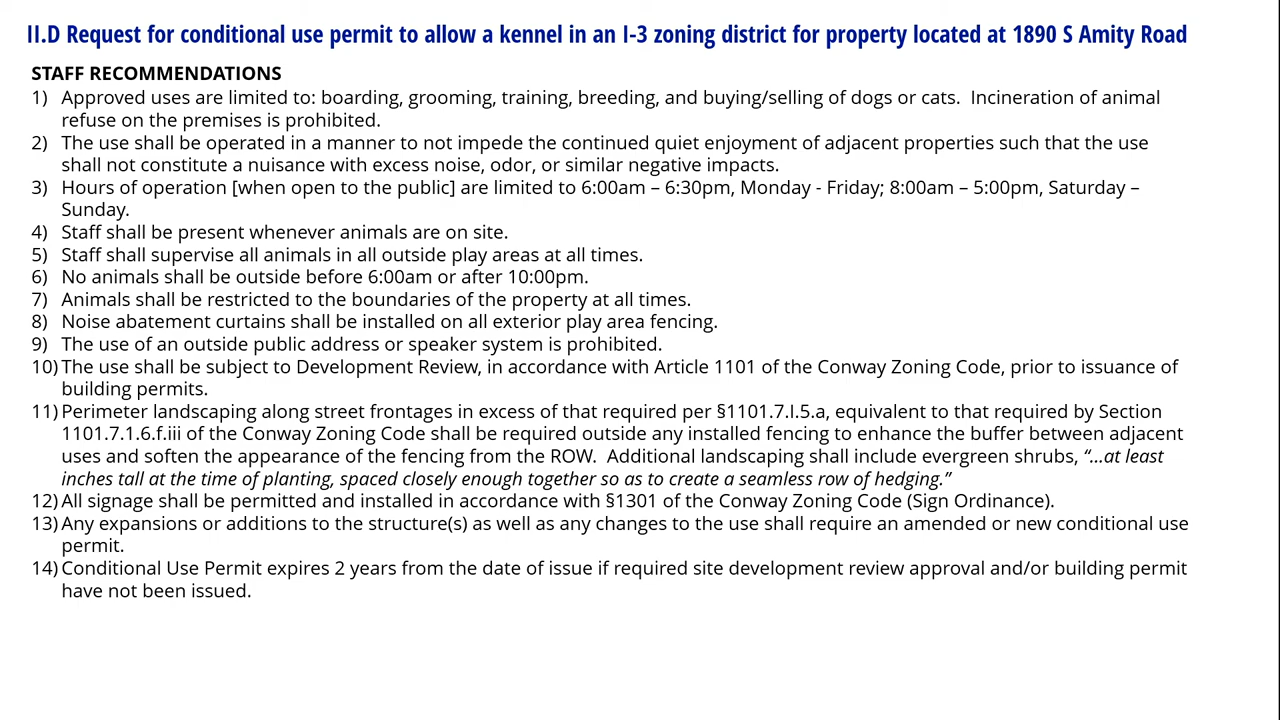 II.D Request for conditional use permit to allow a kennel in an I-3 zoning district for property located at 1890 S Amity Road
STAFF RECOMMENDATIONS
1) Approved uses are limited to: boarding, grooming, training, breeding, and buying/selling of dogs or cats. Incineration of animal
refuse on the premises is prohibited.
2) The use shall be operated in a manner to not impede the continued quiet enjoyment of adjacent properties such that the use
shall not constitute a nuisance with excess noise, odor, or similar negative impacts.
3) Hours of operation [when open to the public] are limited to 6:00am – 6:30pm, Monday - Friday; 8:00am – 5:00pm, Saturday –
Sunday.
4) Staff shall be present whenever animals are on site.
5) Staff shall supervise all animals in all outside play areas at all times.
6) No animals shall be outside before 6:00am or after 10:00pm.
7) Animals shall be restricted to the boundaries of the property at all times.
8) Noise abatement curtains shall be installed on all exterior play area fencing.
9) The use of an outside public address or speaker system is prohibited.
10) The use shall be subject to Development Review, in accordance with Article 1101 of the Conway Zoning Code, prior to issuance of
building permits.
11) Perimeter landscaping along street frontages in excess of that required per §1101.7.I.5.a, equivalent to that required by Section
1101.7.1.6.f.iii of the Conway Zoning Code shall be required outside any installed fencing to enhance the buffer between adjacent
uses and soften the appearance of the fencing from the ROW. Additional landscaping shall include evergreen shrubs, “…at least
inches tall at the time of planting, spaced closely enough together so as to create a seamless row of hedging.”
12) All signage shall be permitted and installed in accordance with §1301 of the Conway Zoning Code (Sign Ordinance).
13) Any expansions or additions to the structure(s) as well as any changes to the use shall require an amended or new conditional use
permit.
14) Conditional Use Permit expires 2 years from the date of issue if required site development review approval and/or building permit
have not been issued.